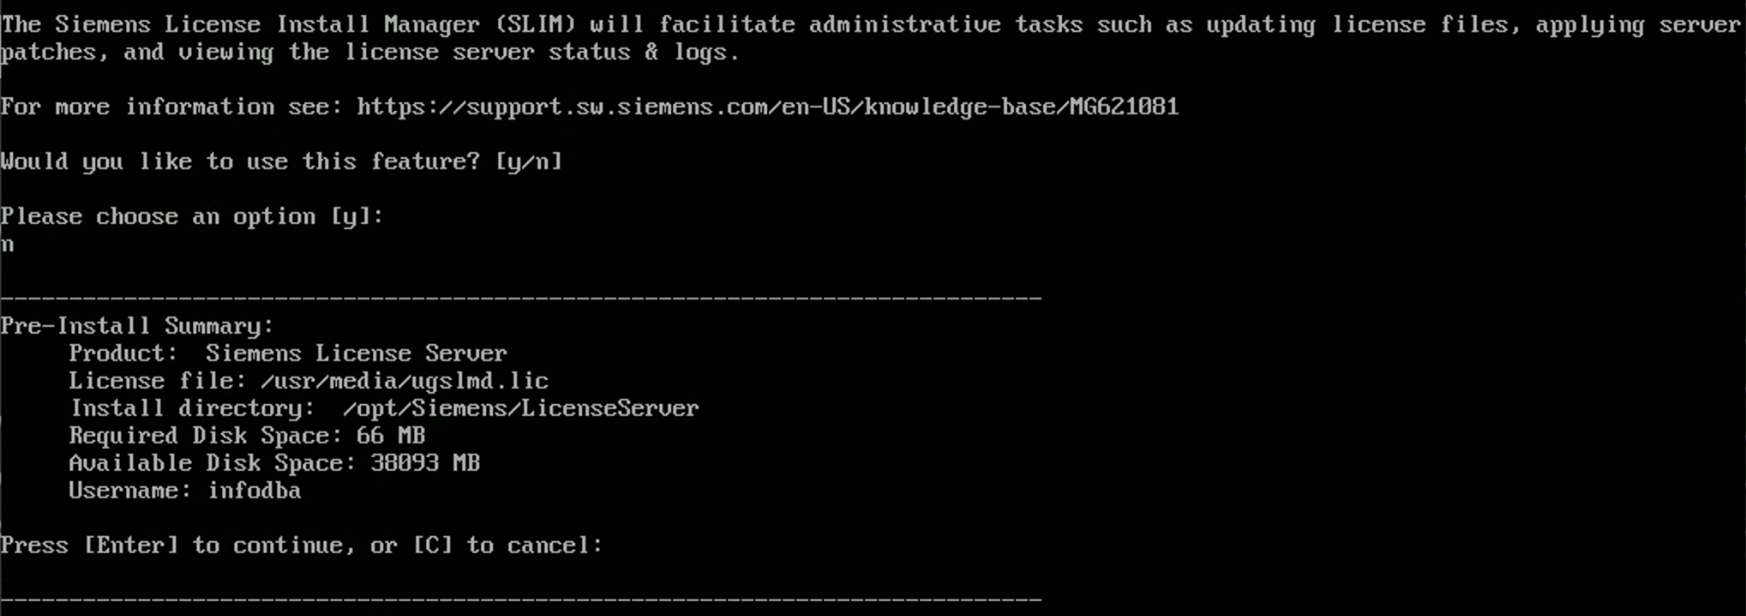 The Siemens License Install Manager (SLIM) will facilitate administrative tasks such as updating license files, applying server
patches, and viewing the license server status & logs.
For more information see: https://support.sw.siemens.com/en-US/knowledge-base/MG621081
Would you like to use this feature? [y/n]
Please choose an option [y]:
n
___________________________________________________________________________
Pre-Install Summary:
Product:  Siemens License Server
License file: /usr/media/ugslmd.lic
Install directory:  /opt/Siemens/LicenseServer
Required Disk Space: 66 MB
Available Disk Space: 38093 MB
Username: infodba
Press [Enter] to continue, or [C] to cancel:
___________________________________________________________________________